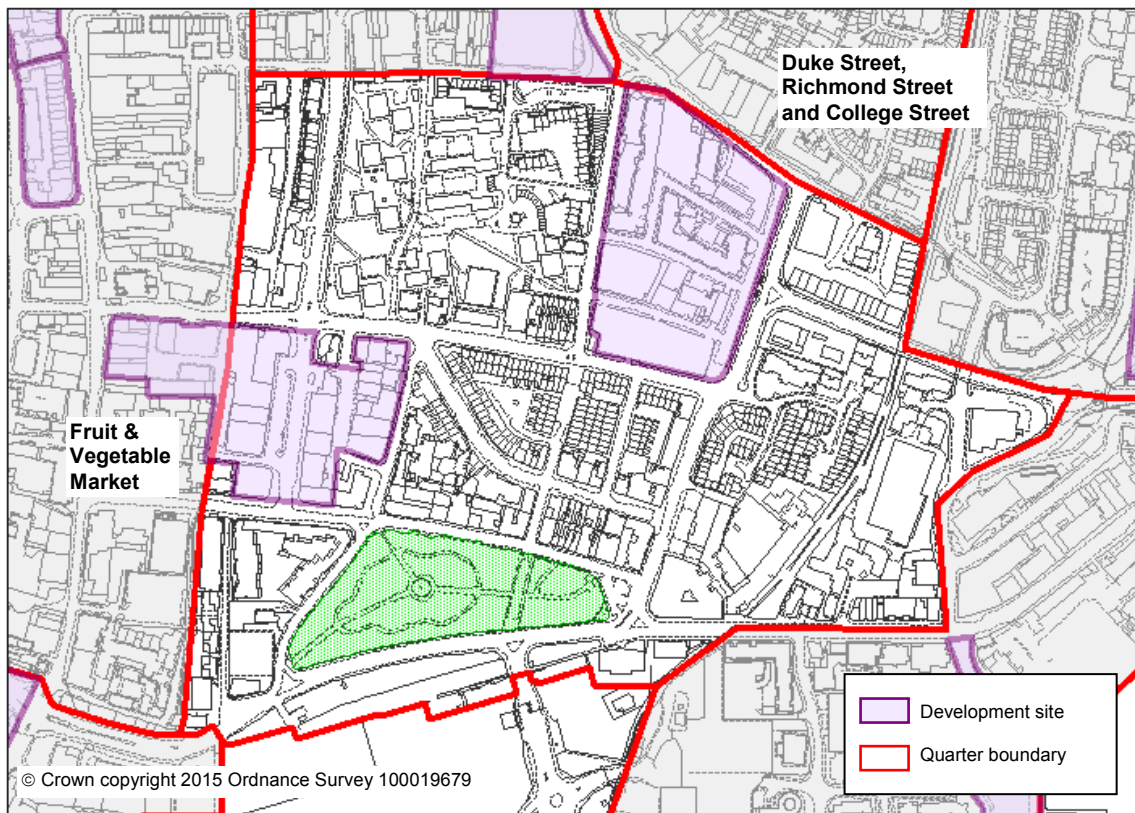 Duke Street,
Richmond Street
and College Street
Fruit &
Vegetable
Market
Development site
Quarter boundary
© Crown copyright 2015 Ordnance Survey 100019679